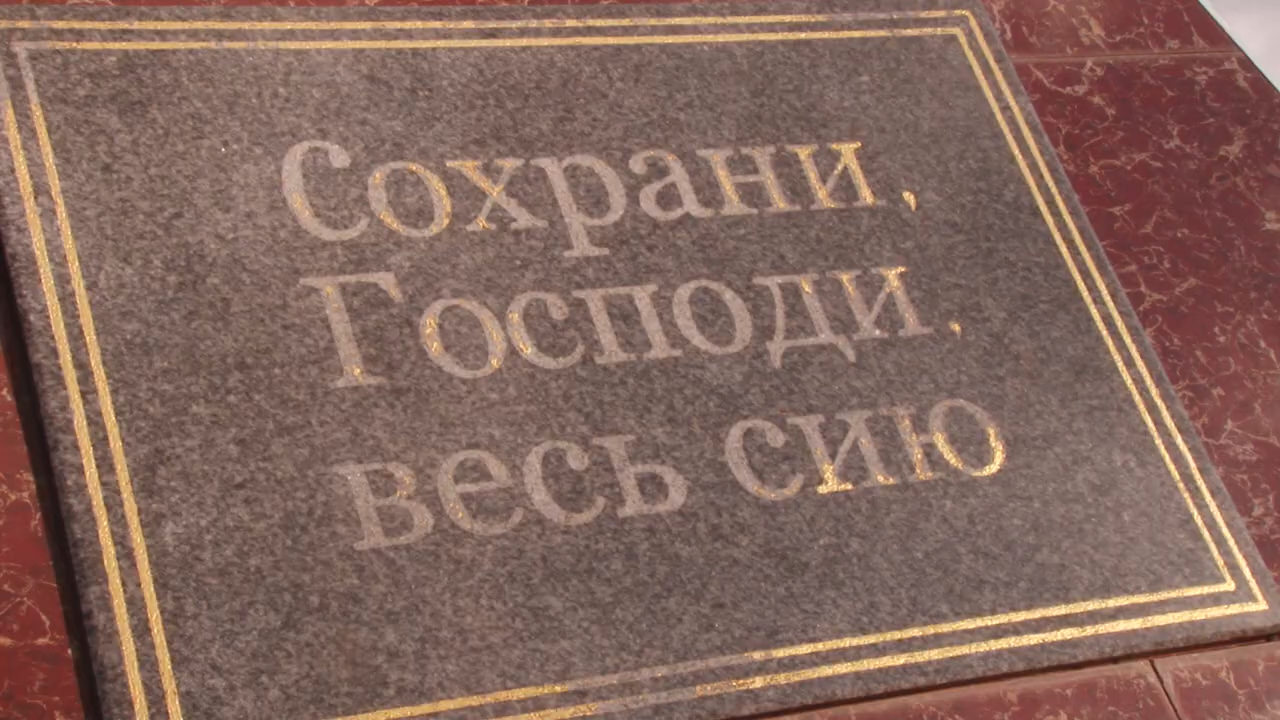 Сохрани,
Господи,
весь сию